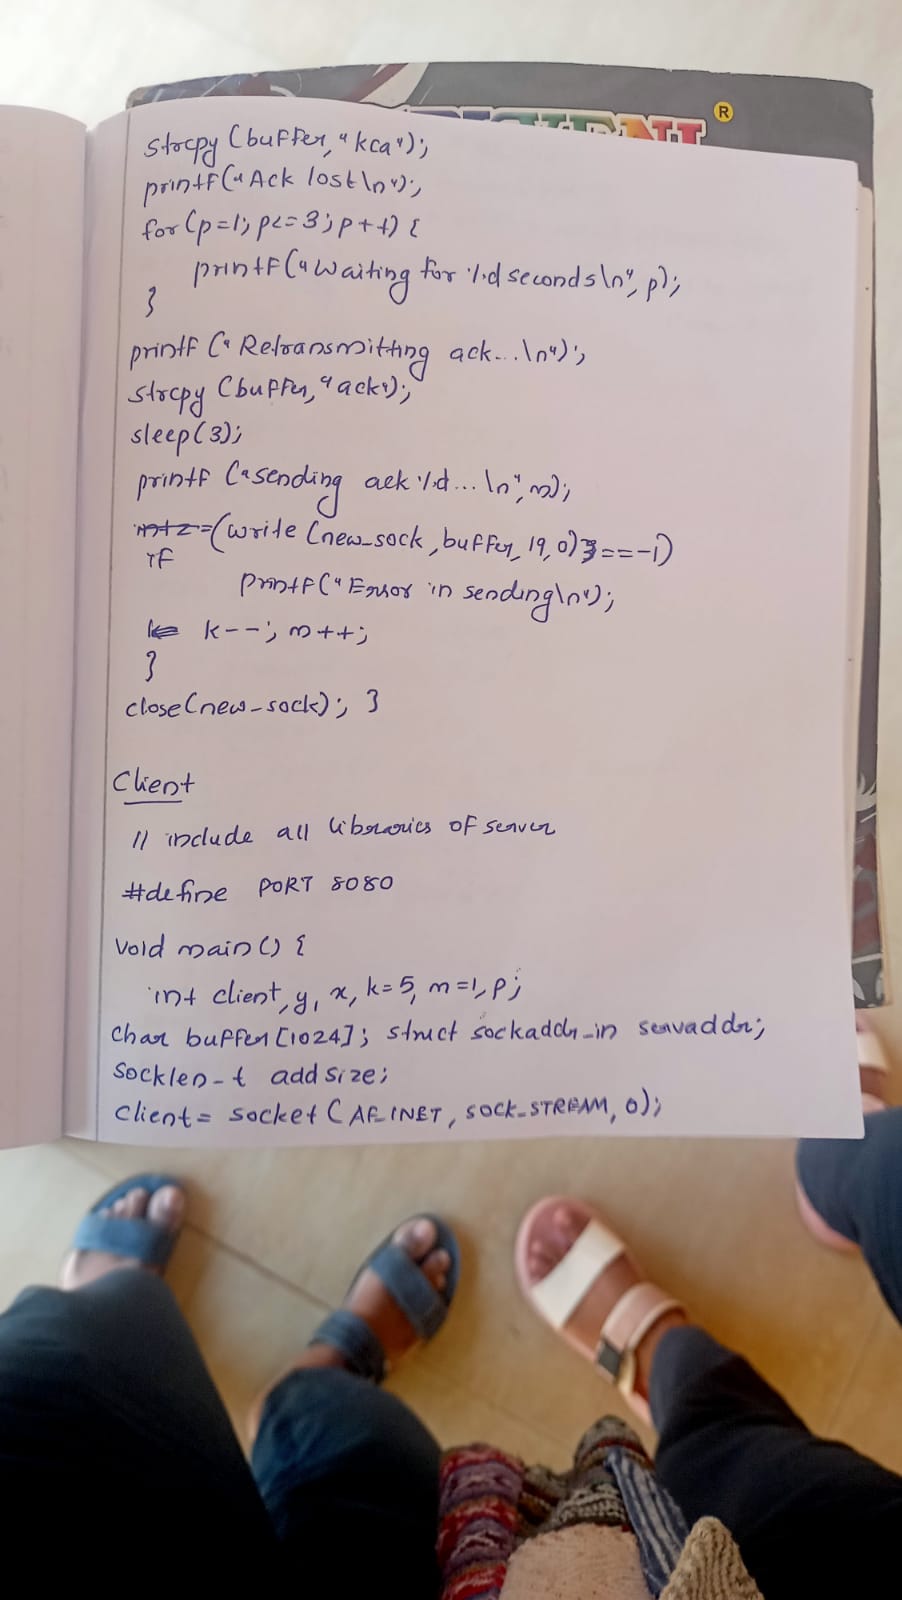 R
strcpy (buffer, "kca");
printf("Ack lost\n");
for (p=1; p<=3; p++) {
printf("Waiting for %d seconds\n", p);
}
printf (" Retransmitting ack...\n");
strcpy (buffer, "ack");
sleep(3);
printf ("sending ack %d... \n", m);
(write (new_sock, buffer, 19, 0) == -1)
if
printf(" Error in sending\n");
k--; m++;
}
close(new_sock); }
Client
// include all libraries of server
#define PORT 8080
void main() {
int client, y, x, k=5, m=1, p;
char buffer [1024]; struct sockaddr_in servaddr;
socklen_t addsize;
client = socket (AF_INET, SOCK_STREAM, 0);